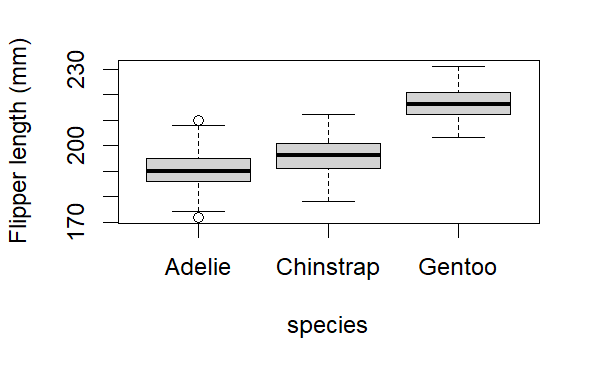 Flipper length (mm)
230
200
170
Adelie Chinstrap Gentoo
species